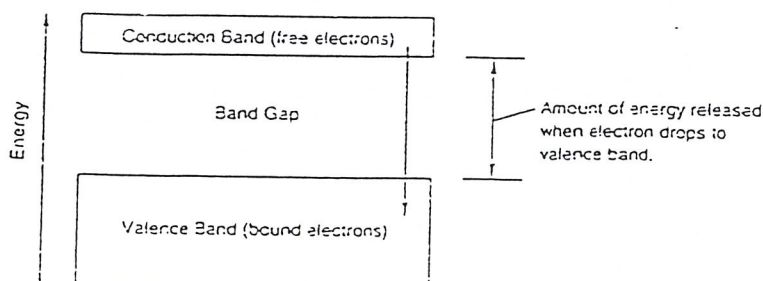 Conduction Band (free electrons)
Energy
Band Gap
Amount of energy released
when electron drops to
valence band.
Valence Band (bound electrons)